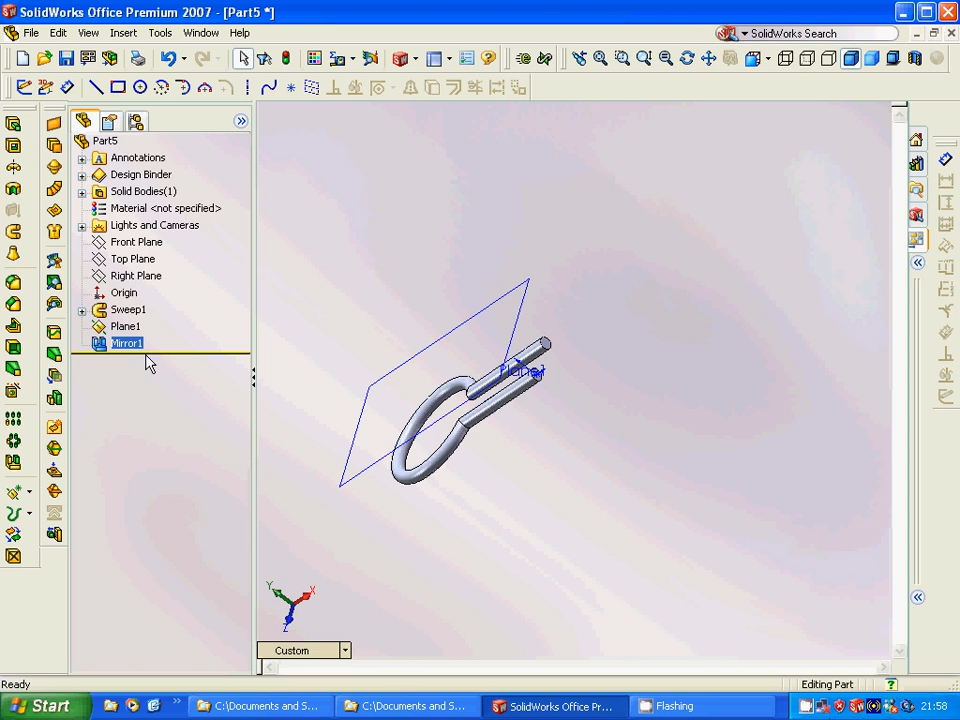 SolidWorks Office Premium 2007 - [Part5 *]
File Edit View Insert Tools Window Help
SolidWorks Search
Part5
Annotations
Design Binder
Solid Bodies(1)
Material <not specified>
Lights and Cameras
Front Plane
Top Plane
Right Plane
Origin
Sweep1
Plane1
Mirror1
Plane1
Y
X
Z
Custom
Ready
Editing Part
Start
C:\Documents and S...
C:\Documents and S...
SolidWorks Office Pr...
Flashing
21:58